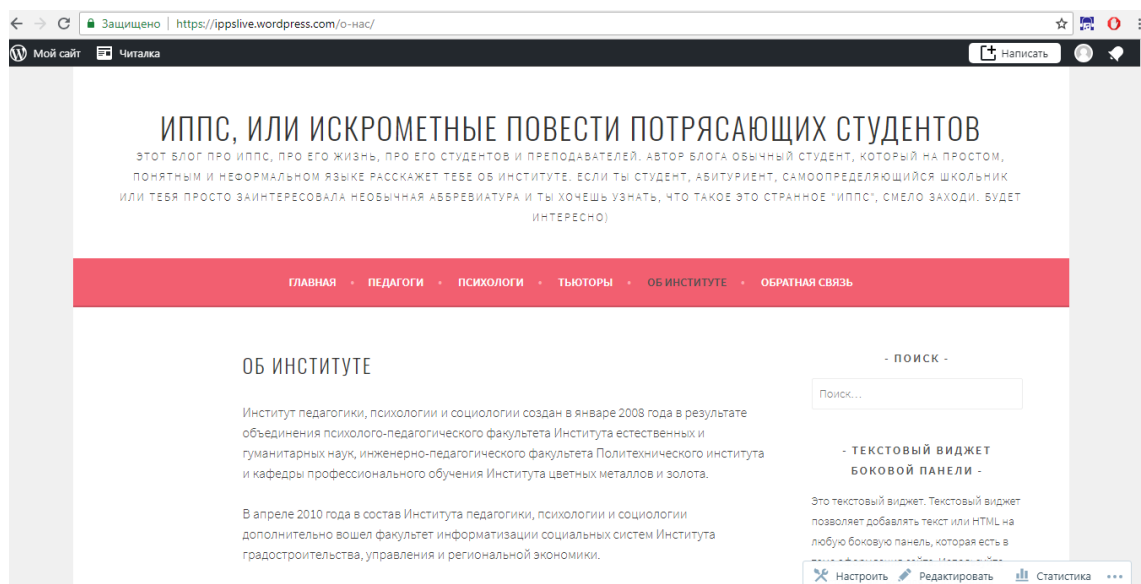 Защищено | https://ippslive.wordpress.com/о-нас/
Мой сайт Читалка Написать
ИППС, ИЛИ ИСКРОМЕТНЫЕ ПОВЕСТИ ПОТРЯСАЮЩИХ СТУДЕНТОВ
ЭТОТ БЛОГ ПРО ИППС, ПРО ЕГО ЖИЗНЬ, ПРО ЕГО СТУДЕНТОВ И ПРЕПОДАВАТЕЛЕЙ. АВТОР БЛОГА ОБЫЧНЫЙ СТУДЕНТ, КОТОРЫЙ НА ПРОСТОМ,
ПОНЯТНЫМ И НЕФОРМАЛЬНОМ ЯЗЫКЕ РАССКАЖЕТ ТЕБЕ ОБ ИНСТИТУТЕ. ЕСЛИ ТЫ СТУДЕНТ, АБИТУРИЕНТ, САМООПРЕДЕЛЯЮЩИЙСЯ ШКОЛЬНИК
ИЛИ ТЕБЯ ПРОСТО ЗАИНТЕРЕСОВАЛА НЕОБЫЧНАЯ АББРЕВИАТУРА И ТЫ ХОЧЕШЬ УЗНАТЬ, ЧТО ТАКОЕ ЭТО СТРАННОЕ "ИППС", СМЕЛО ЗАХОДИ. БУДЕТ
ИНТЕРЕСНО)
ГЛАВНАЯ • ПЕДАГОГИ • ПСИХОЛОГИ • ТЬЮТОРЫ • ОБ ИНСТИТУТЕ • ОБРАТНАЯ СВЯЗЬ
ОБ ИНСТИТУТЕ
Институт педагогики, психологии и социологии создан в январе 2008 года в результате
объединения психолого-педагогического факультета Института естественных и
гуманитарных наук, инженерно-педагогического факультета Политехнического института
и кафедры профессионального обучения Института цветных металлов и золота.
В апреле 2010 года в состав Института педагогики, психологии и социологии
дополнительно вошел факультет информатизации социальных систем Института
градостроительства, управления и региональной экономики.
- ПОИСК -
Поиск…
- ТЕКСТОВЫЙ ВИДЖЕТ
БОКОВОЙ ПАНЕЛИ -
Это текстовый виджет. Текстовый виджет
позволяет добавлять текст или HTML на
любую боковую панель, которая есть в
Настроить Редактировать Статистика